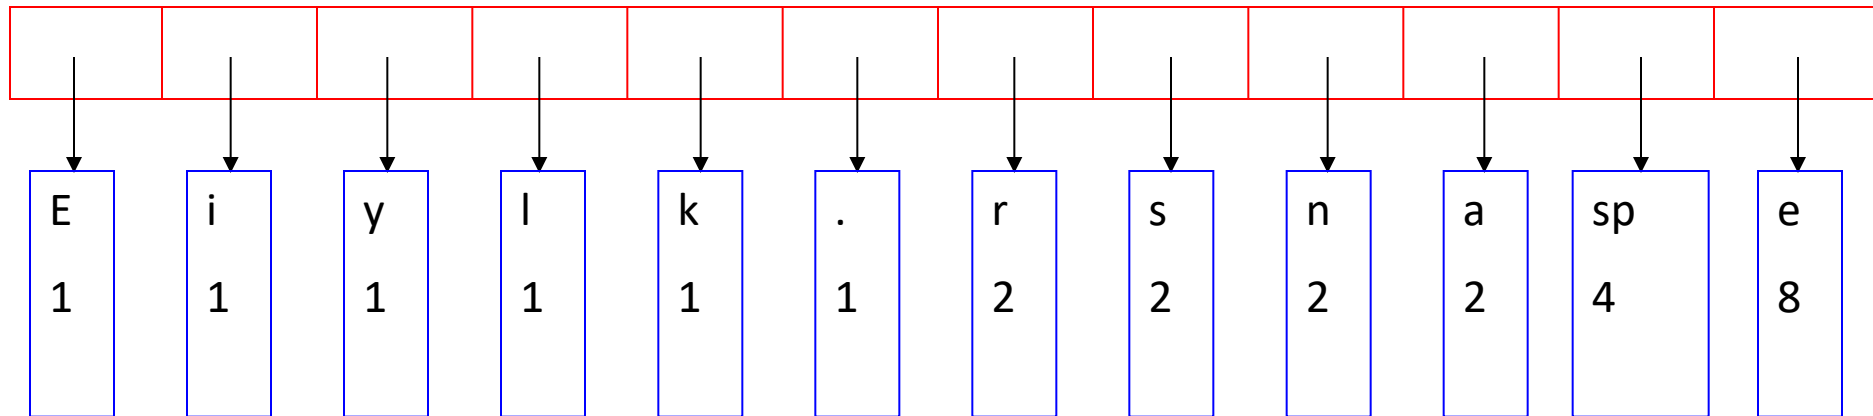 E i y l k . r s n a sp e
1 1 1 1 1 1 2 2 2 2 4 8